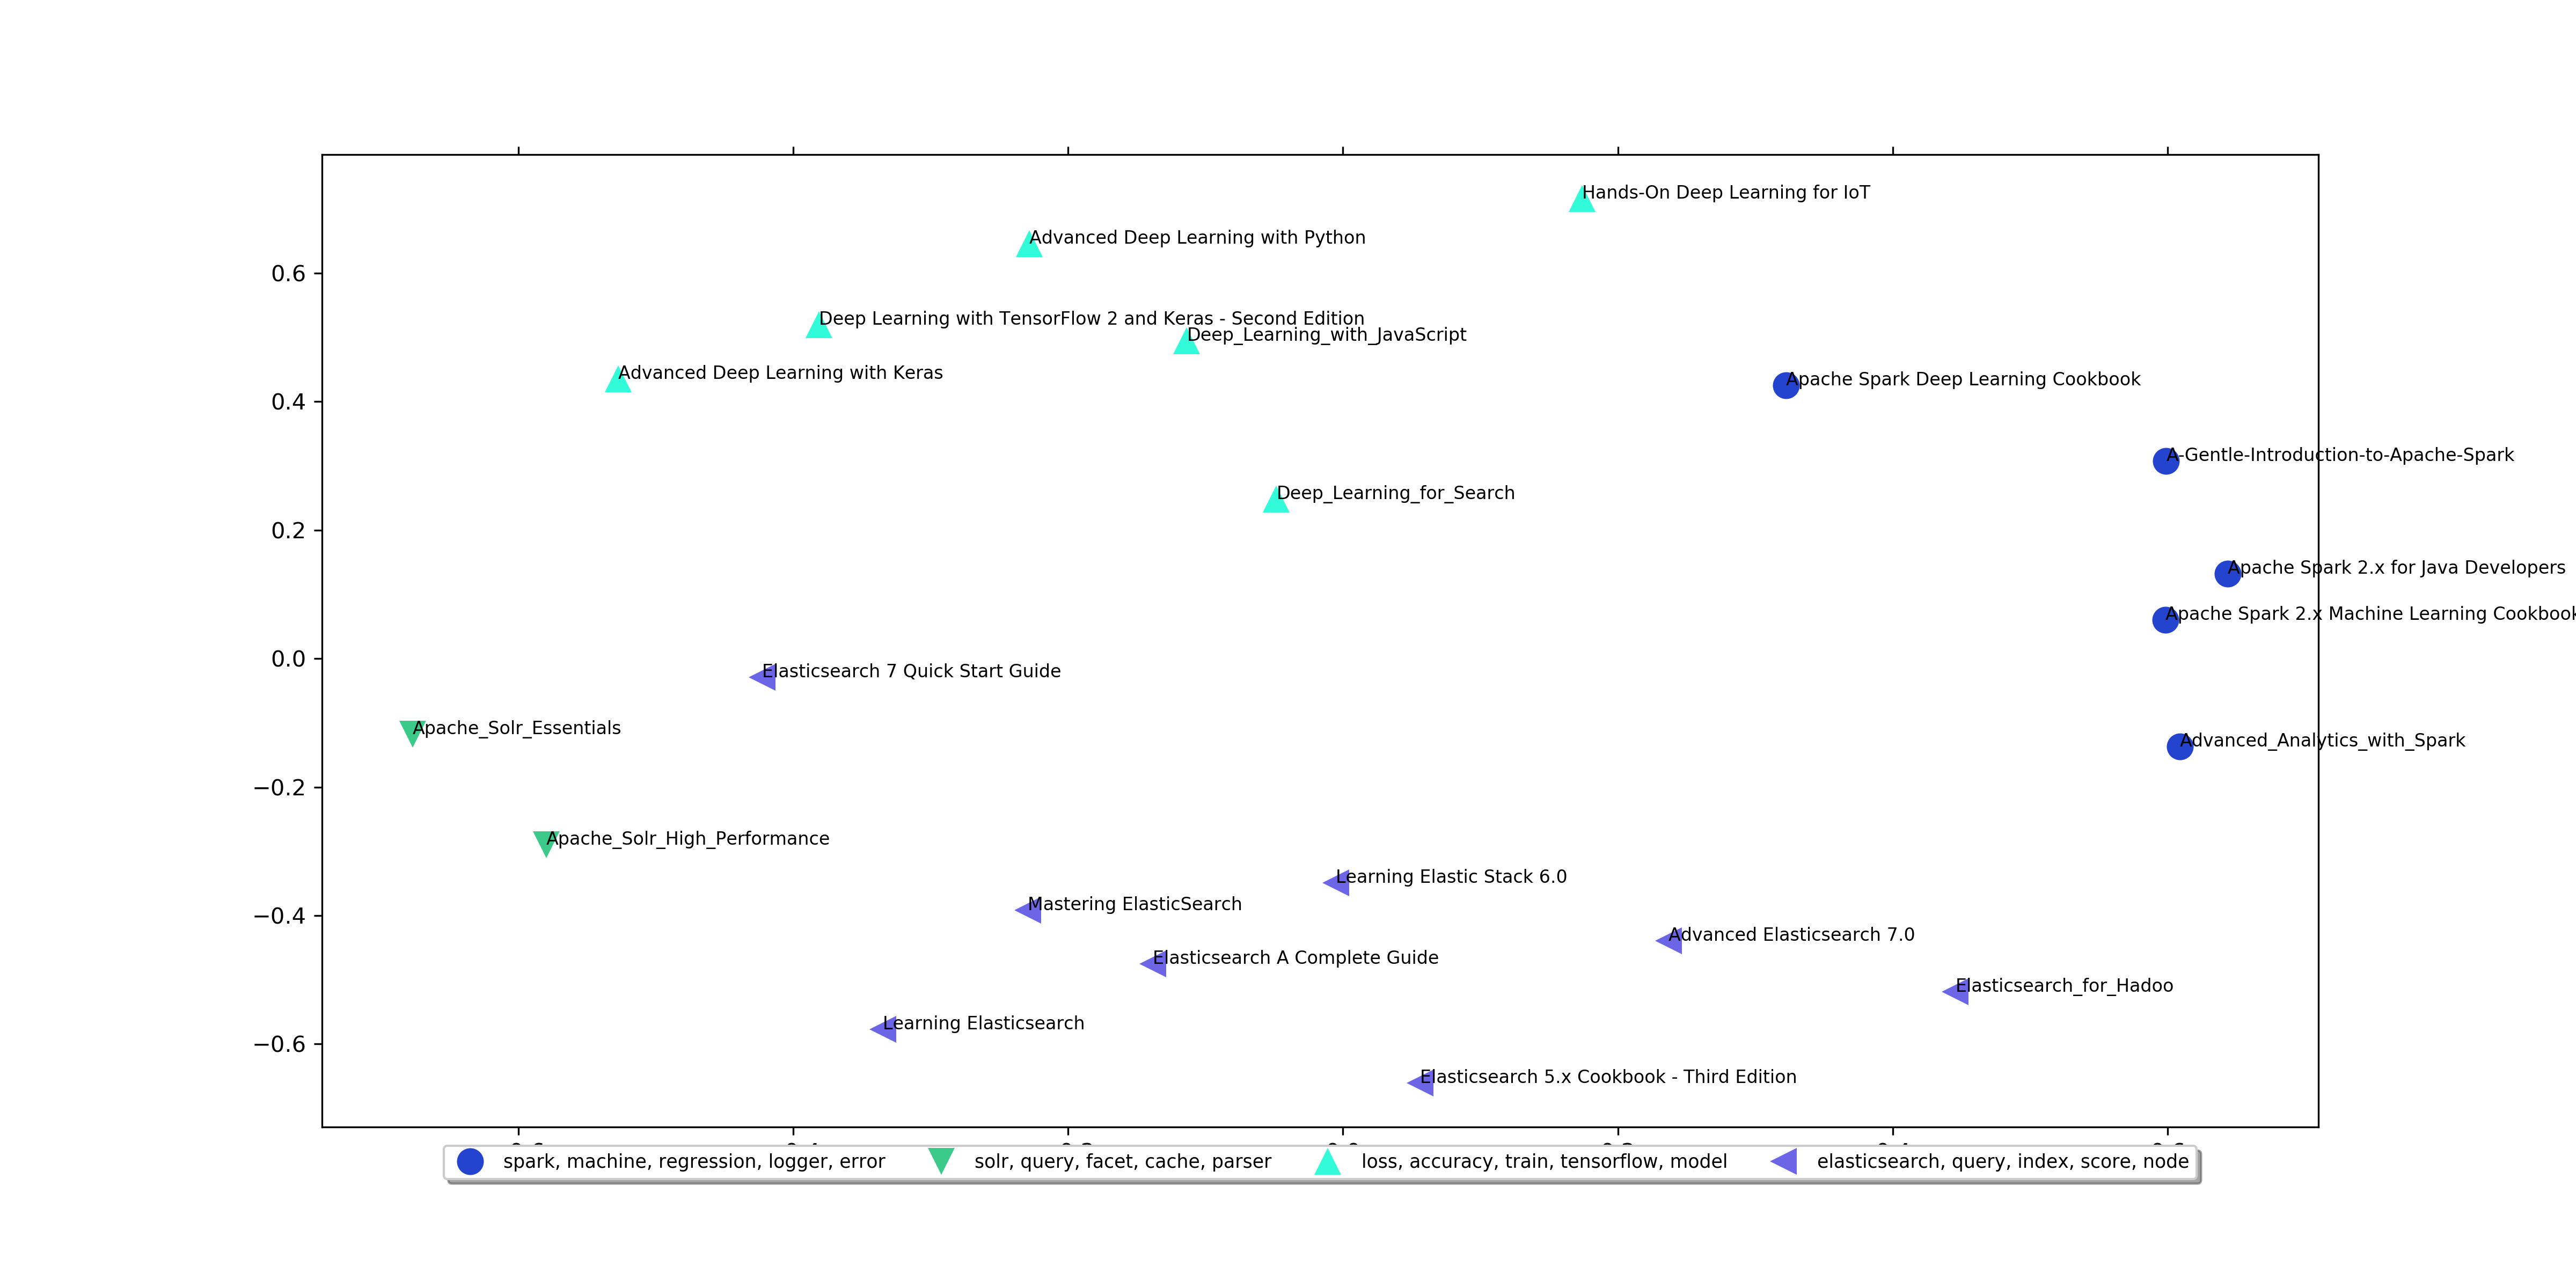 Hands-On Deep Learning for IoT
Advanced Deep Learning with Python
0.6
Deep Learning with TensorFlow 2 and Keras - Second Edition
Deep_Learning_with_JavaScript
Advanced Deep Learning with Keras
Apache Spark Deep Learning Cookbook
0.4
A-Gentle-Introduction-to-Apache-Spark
Deep_Learning_for_Search
0.2
Apache Spark 2.x for Java Developers
Apache Spark 2.x Machine Learning Cookbook
0.0
Elasticsearch 7 Quick Start Guide
Apache_Solr_Essentials
Advanced_Analytics_with_Spark
−0.2
Apache_Solr_High_Performance
Learning Elastic Stack 6.0
Mastering ElasticSearch
−0.4
Advanced Elasticsearch 7.0
Elasticsearch A Complete Guide
Elasticsearch_for_Hadoo
Learning Elasticsearch
−0.6
Elasticsearch 5.x Cookbook - Third Edition
spark, machine, regression, logger, error
solr, query, facet, cache, parser
loss, accuracy, train, tensorflow, model
elasticsearch, query, index, score, node